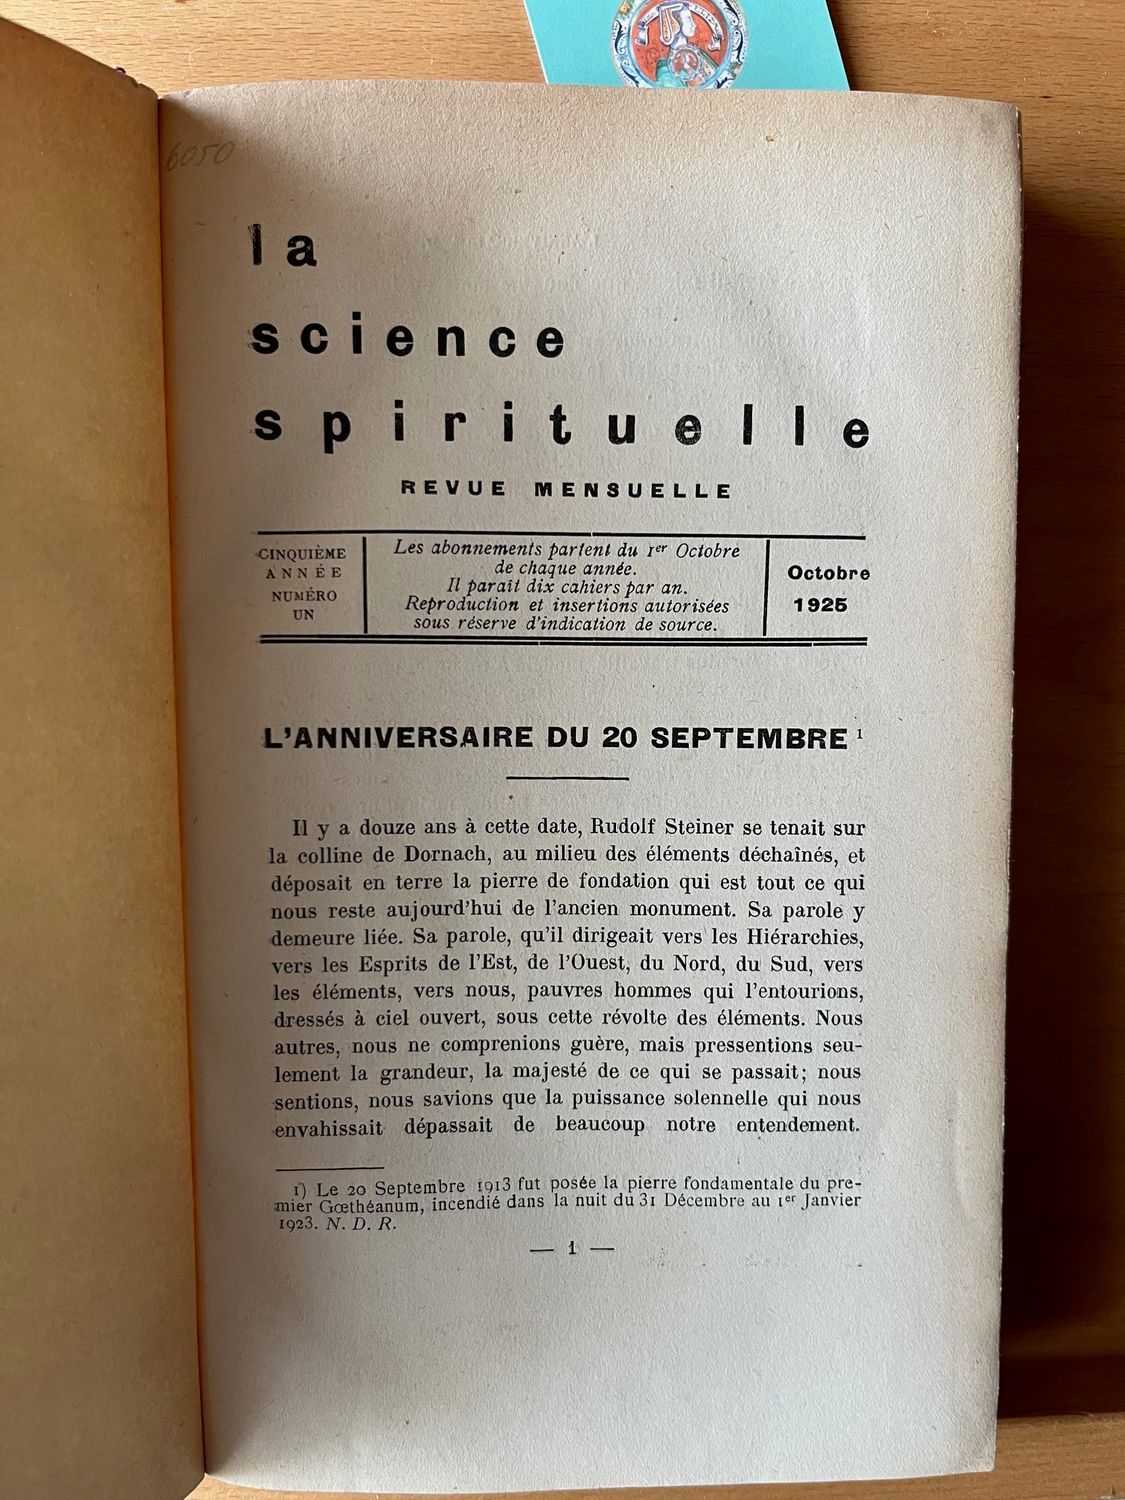 6050
la
science
spirituelle
REVUE MENSUELLE
CINQUIÈME
ANNÉE
NUMÉRO
UN
Les abonnements partent du 1er Octobre
de chaque année.
Il paraît dix cahiers par an.
Reproduction et insertions autorisées
sous réserve d'indication de source.
Octobre
1925
L'ANNIVERSAIRE DU 20 SEPTEMBRE 1
Il y a douze ans à cette date, Rudolf Steiner se tenait sur
la colline de Dornach, au milieu des éléments déchaînés, et
déposait en terre la pierre de fondation qui est tout ce qui
nous reste aujourd'hui de l'ancien monument. Sa parole y
demeure liée. Sa parole, qu'il dirigeait vers les Hiérarchies,
vers les Esprits de l'Est, de l'Ouest, du Nord, du Sud, vers
les éléments, vers nous, pauvres hommes qui l'entourions,
dressés à ciel ouvert, sous cette révolte des éléments. Nous
autres, nous ne comprenions guère, mais pressentions seu-
lement la grandeur, la majesté de ce qui se passait; nous
sentions, nous savions que la puissance solennelle qui nous
envahissait dépassait de beaucoup notre entendement.
1) Le 20 Septembre 1913 fut posée la pierre fondamentale du pre-
mier Gœthéanum, incendié dans la nuit du 31 Décembre au 1er Janvier
1923. N. D. R.
— 1 —